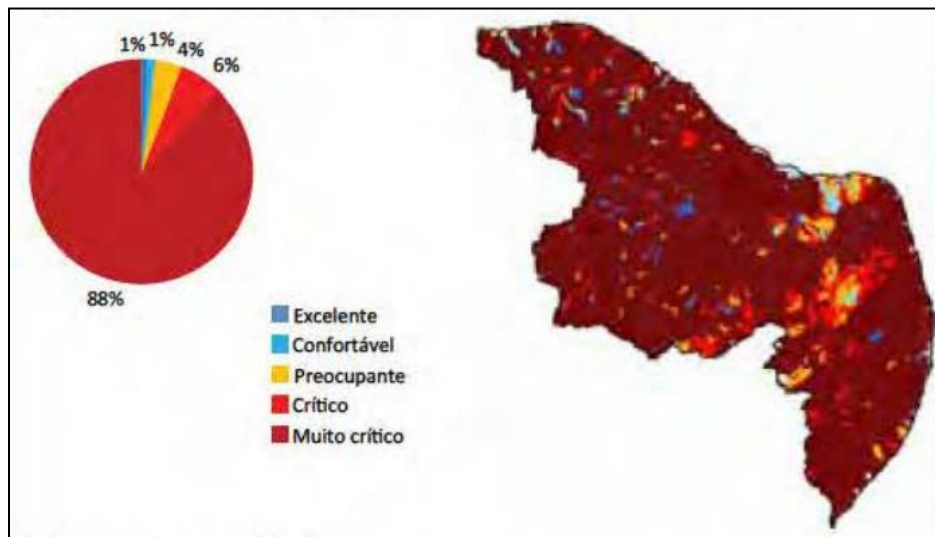 1%
1%
4%
6%
88%
Excelente
Confortável
Preocupante
Crítico
Muito crítico